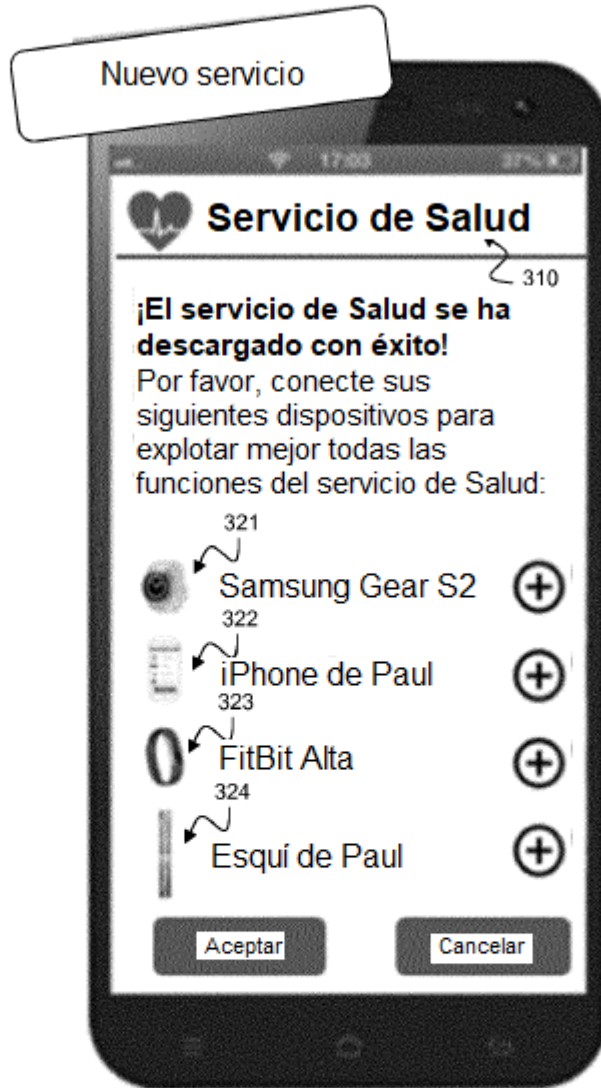 Nuevo servicio
17:03 37%
Servicio de Salud
310
¡El servicio de Salud se ha
descargado con éxito!
Por favor, conecte sus
siguientes dispositivos para
explotar mejor todas las
funciones del servicio de Salud:
321
Samsung Gear S2
322
iPhone de Paul
323
FitBit Alta
324
Esquí de Paul
Aceptar Cancelar